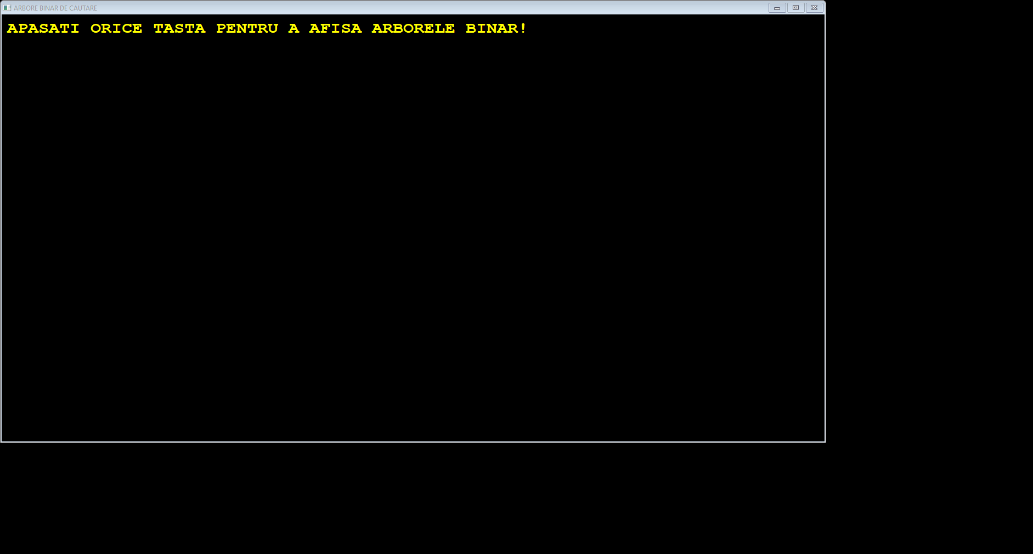 ARBORE BINAR DE CAUTARE
APASATI ORICE TASTA PENTRU A AFISA ARBORELE BINAR!